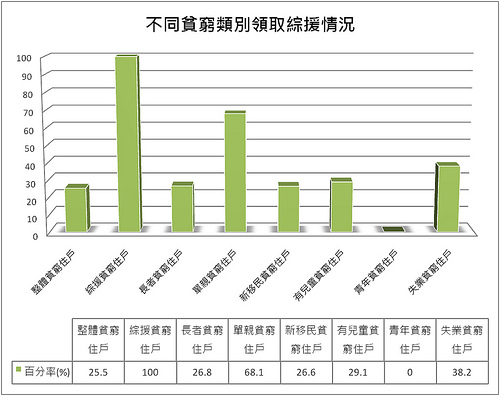 不同貧窮類別領取綜援情況
100
90
80
70
60
50
40
30
20
10
0
整體貧窮住戶
綜援貧窮住戶
長者貧窮住戶
單親貧窮住戶
新移民貧窮住戶
有兒童貧窮住戶
青年貧窮住戶
失業貧窮住戶
整體貧窮 綜援貧窮 長者貧窮 單親貧窮 新移民貧 有兒童貧 青年貧窮 失業貧窮
住戶 住戶 住戶 住戶 窮住戶 窮住戶 住戶 住戶
百分率(%) 25.5 100 26.8 68.1 26.6 29.1 0 38.2